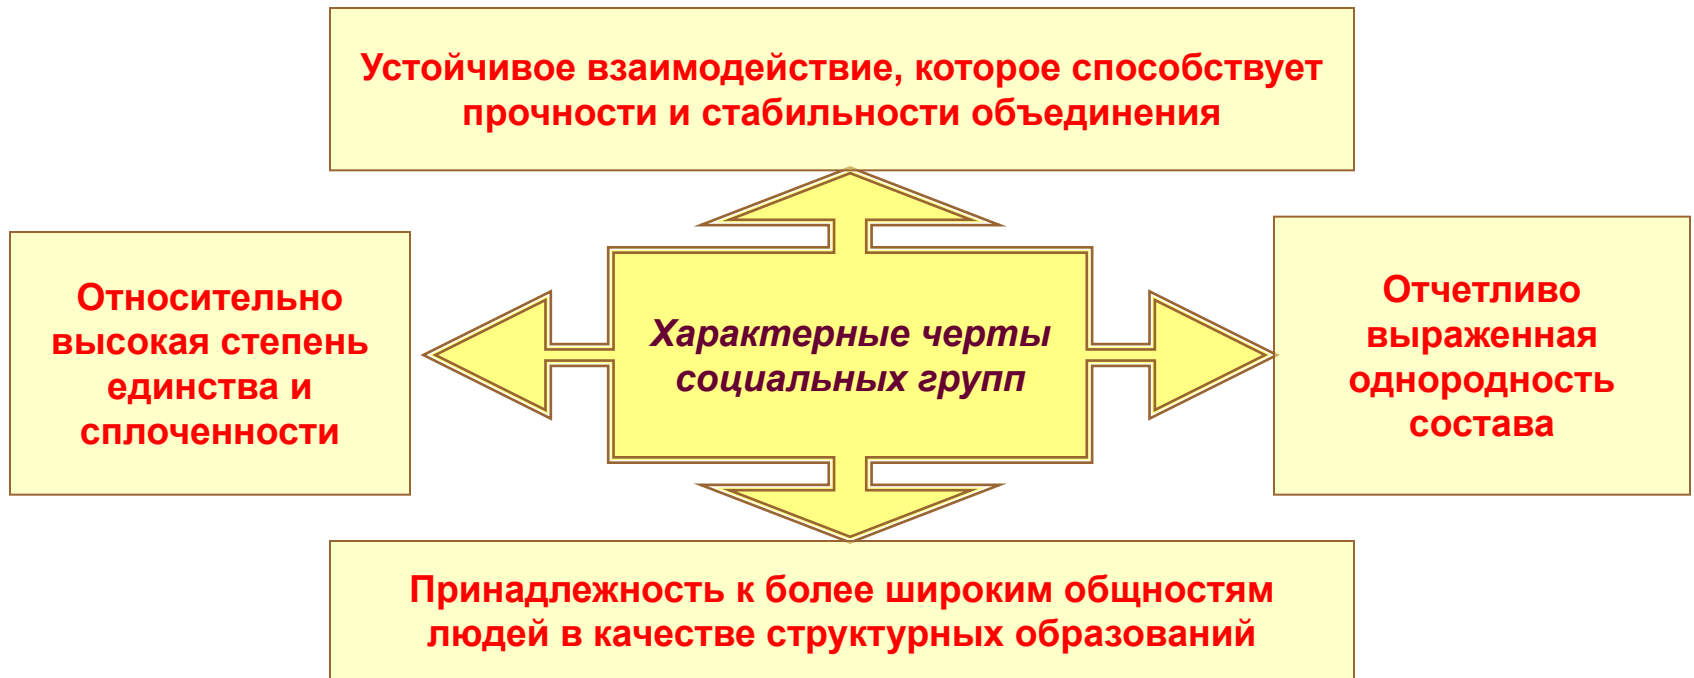 Устойчивое взаимодействие, которое способствует
прочности и стабильности объединения
Относительно
высокая степень
единства и
сплоченности
Характерные черты
социальных групп
Отчетливо
выраженная
однородность
состава
Принадлежность к более широким общностям
людей в качестве структурных образований